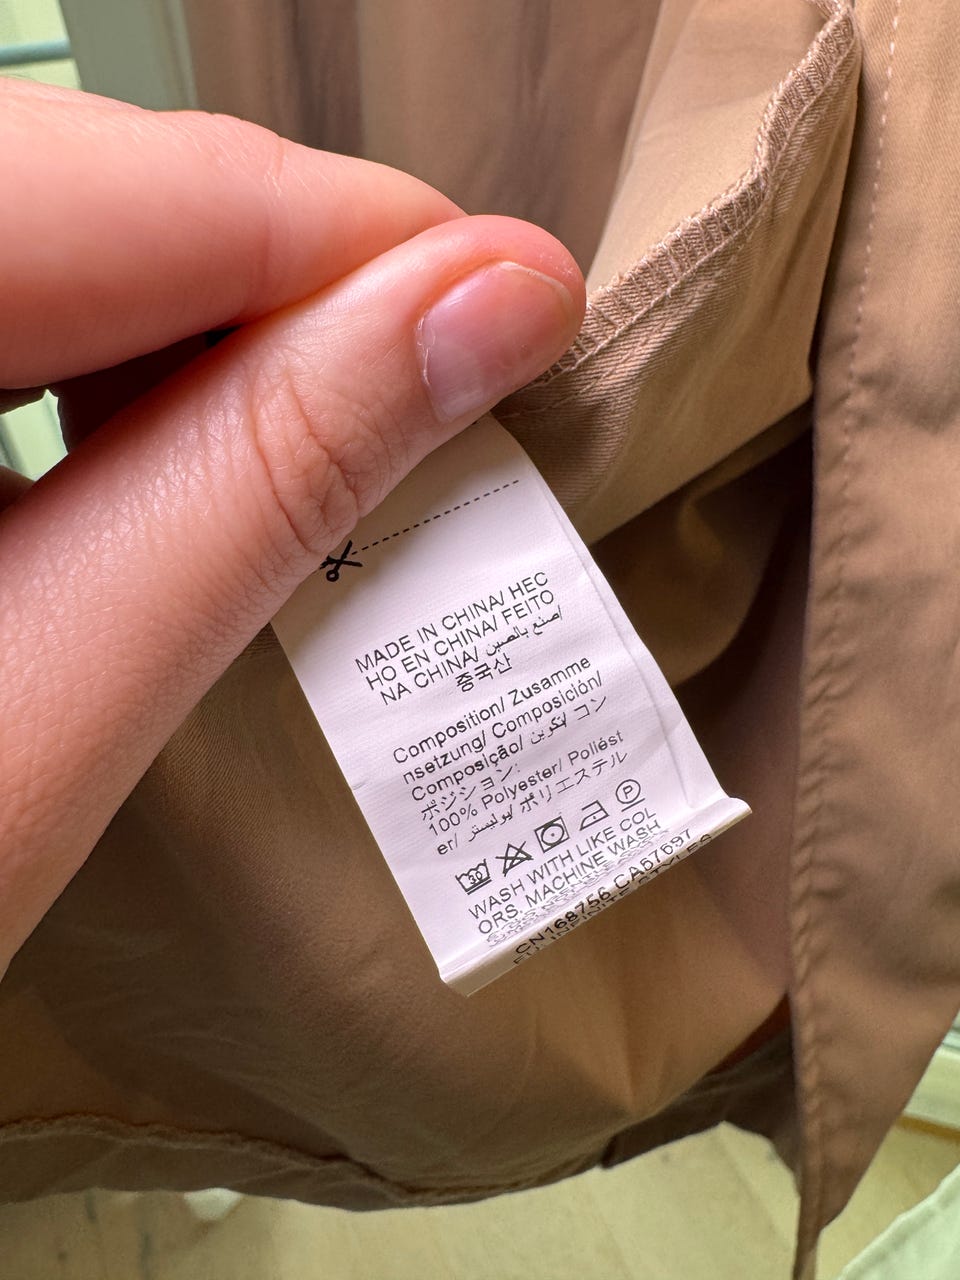 MADE IN CHINA/ HEC
HO EN CHINA/ FEITO
NA CHINA/ صنع بالصين/
중국산
Composition/ Zusamme
nsetzung/ Composición/
Composição/ تكوين/ コン
ポジション:
100% Polyester/ Poliést
er/ بوليستر/ ポリエステル
30
P
WASH WITH LIKE COL
ORS. MACHINE WASH
CN168756 CA67697